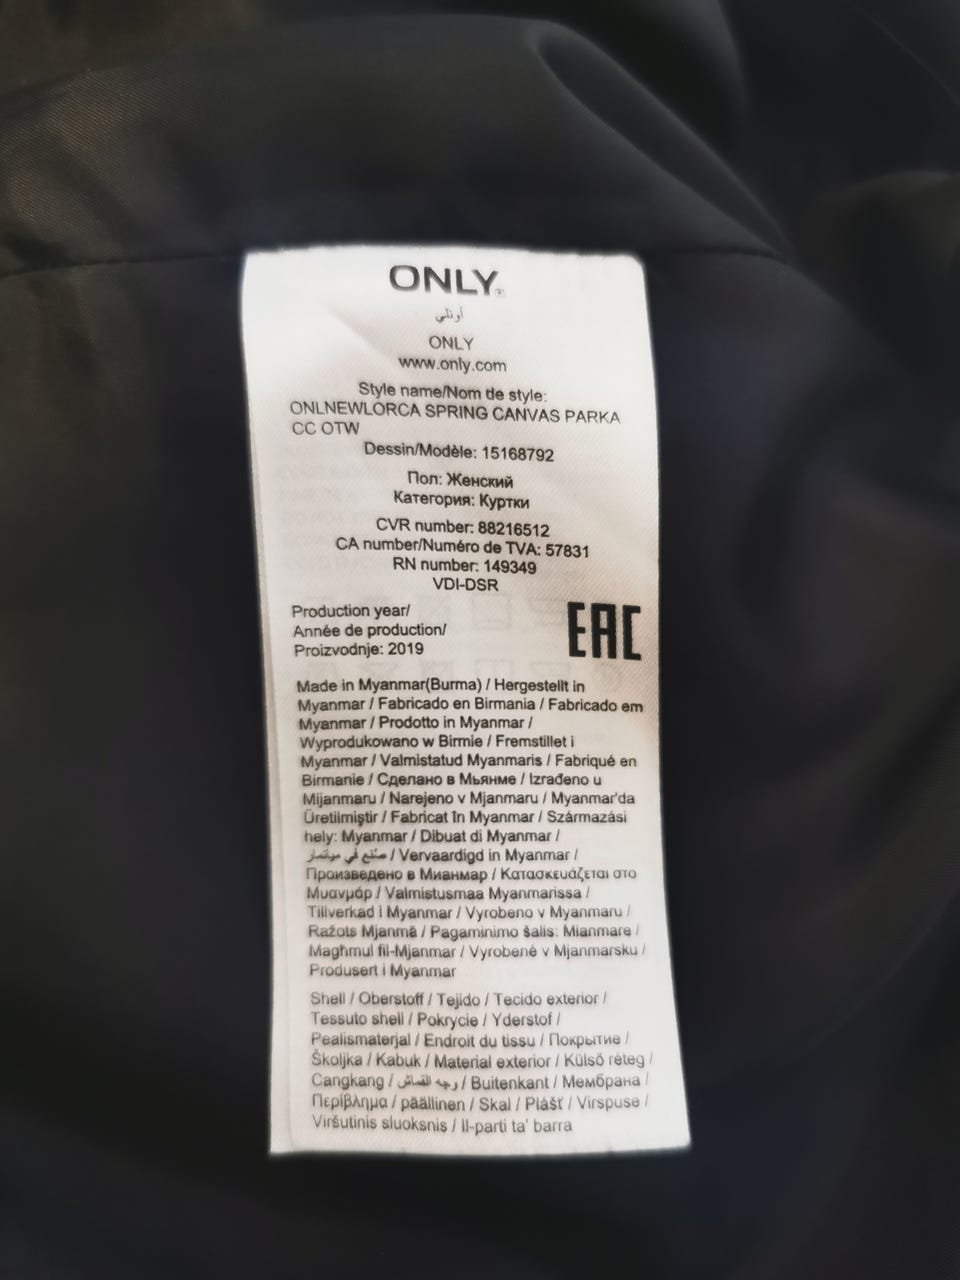 ONLY®
أونلي
ONLY
www.only.com
Style name/Nom de style:
ONLNEWLORCA SPRING CANVAS PARKA
CC OTW
Dessin/Modèle: 15168792
Пол: Женский
Категория: Куртки
CVR number: 88216512
CA number/Numéro de TVA: 57831
RN number: 149349
VDI-DSR
Production year/
Année de production/
Proizvodnje: 2019
EAC
Made in Myanmar(Burma) / Hergestellt in
Myanmar / Fabricado en Birmania / Fabricado em
Myanmar / Prodotto in Myanmar /
Wyprodukowano w Birmie / Fremstillet i
Myanmar / Valmistatud Myanmaris / Fabriqué en
Birmanie / Сделано в Мьянме / Izrađeno u
Mijanmaru / Narejeno v Mjanmaru / Myanmar'da
Üretilmiştir / Fabricat în Myanmar / Származási
hely: Myanmar / Dibuat di Myanmar /
صنع في ميانمار / Vervaardigd in Myanmar /
Произведено в Мианмар / Κατασκευάζεται στο
Μυανμάρ / Valmistusmaa Myanmarissa /
Tillverkad i Myanmar / Vyrobeno v Myanmaru /
Ražots Mjanmā / Pagaminimo šalis: Mianmare /
Magħmul fil-Mjanmar / Vyrobené v Mjanmarsku /
Produsert i Myanmar
Shell / Oberstoff / Tejido / Tecido exterior /
Tessuto shell / Pokrycie / Yderstof /
Pealismaterjal / Endroit du tissu / Покрытие /
Školjka / Kabuk / Material exterior / Külső réteg /
Cangkang / وجه القماش / Buitenkant / Мембрана /
Περίβλημα / päällinen / Skal / Plášť / Virspuse /
Viršutinis sluoksnis / Il-parti ta' barra